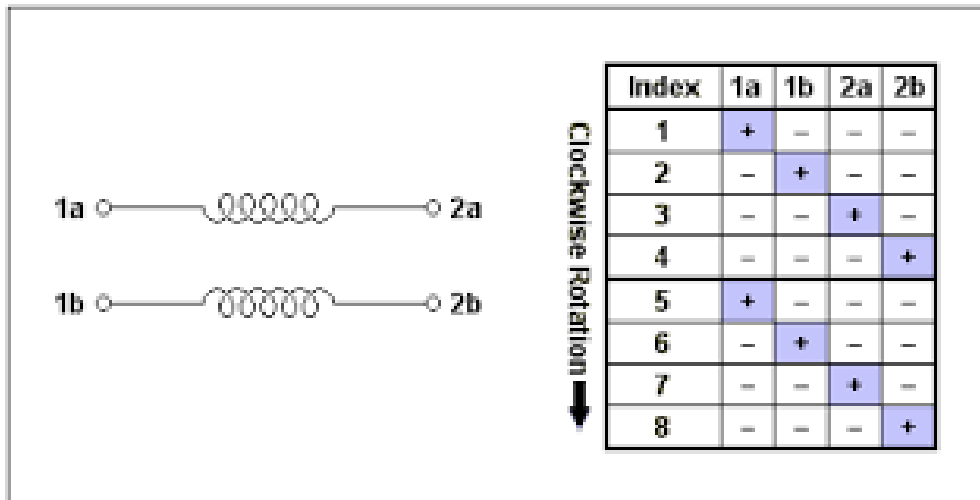 1a 2a
1b 2b
Clockwise Rotation
Index 1a 1b 2a 2b
1 + – – –
2 – + – –
3 – – + –
4 – – – +
5 + – – –
6 – + – –
7 – – + –
8 – – – +